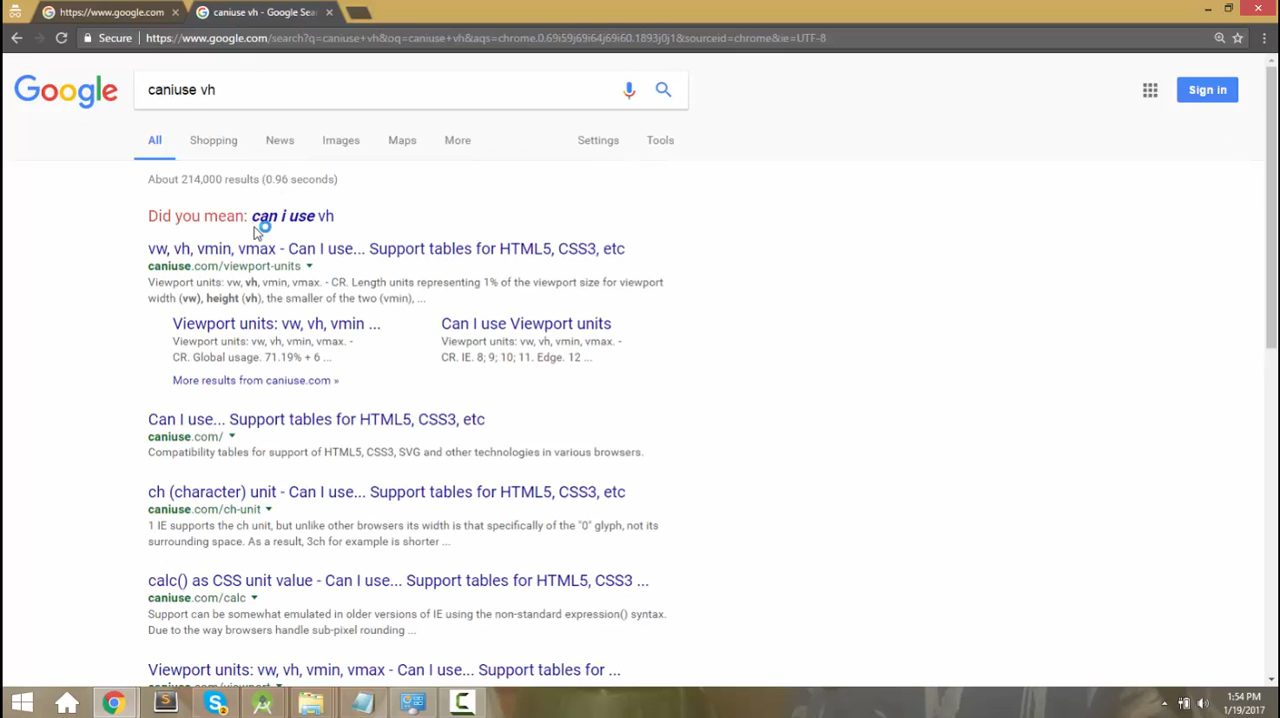 https://www.google.com
caniuse vh - Google Sea
Secure https://www.google.com/search?q=caniuse+vh&oq=caniuse+vh&aqs=chrome.0.69i59j69i64j69i60.1893j0j1&sourceid=chrome&ie=UTF-8
Google
caniuse vh
Sign in
All Shopping News Images Maps More Settings Tools
About 214,000 results (0.96 seconds)
Did you mean: can i use vh
vw, vh, vmin, vmax - Can I use... Support tables for HTML5, CSS3, etc
caniuse.com/viewport-units
Viewport units: vw, vh, vmin, vmax. - CR. Length units representing 1% of the viewport size for viewport
width (vw), height (vh), the smaller of the two (vmin), ...
Viewport units: vw, vh, vmin ...
Viewport units: vw, vh, vmin, vmax. -
CR. Global usage. 71.19% + 6 ...
Can I use Viewport units
Viewport units: vw, vh, vmin, vmax. -
CR. IE. 8; 9; 10; 11. Edge. 12 ...
More results from caniuse.com »
Can I use... Support tables for HTML5, CSS3, etc
caniuse.com/
Compatibility tables for support of HTML5, CSS3, SVG and other technologies in various browsers.
ch (character) unit - Can I use... Support tables for HTML5, CSS3, etc
caniuse.com/ch-unit
1 IE supports the ch unit, but unlike other browsers its width is that specifically of the "0" glyph, not its
surrounding space. As a result, 3ch for example is shorter ...
calc() as CSS unit value - Can I use... Support tables for HTML5, CSS3 ...
caniuse.com/calc
Support can be somewhat emulated in older versions of IE using the non-standard expression() syntax.
Due to the way browsers handle sub-pixel rounding ...
Viewport units: vw, vh, vmin, vmax - Can I use... Support tables for ...
1:54 PM
1/19/2017